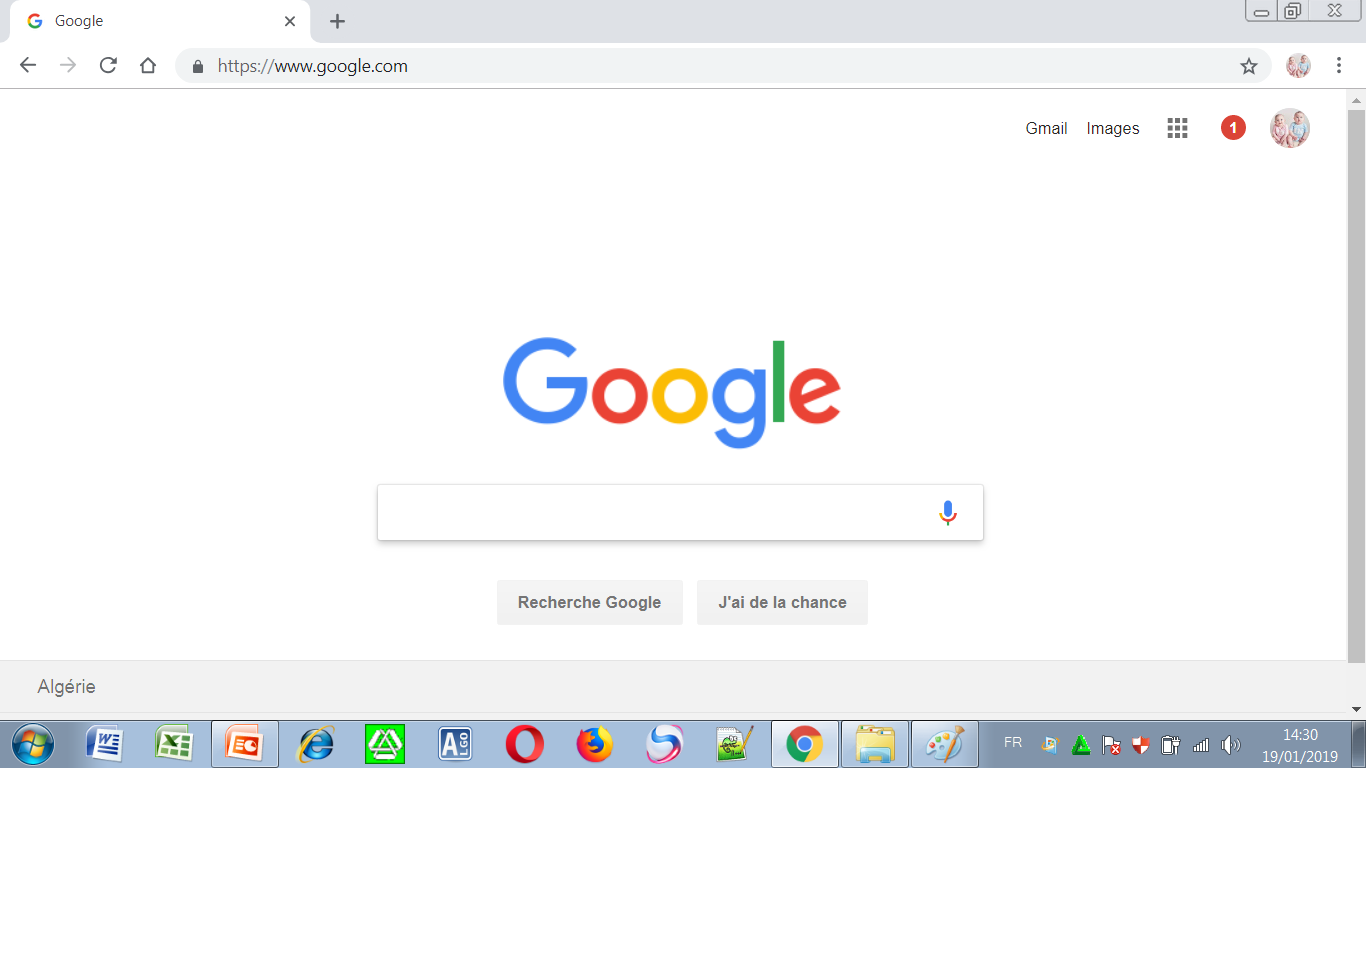 Google
https://www.google.com
Gmail Images 1
Google
Recherche Google J'ai de la chance
Algérie
FR 14:30
19/01/2019